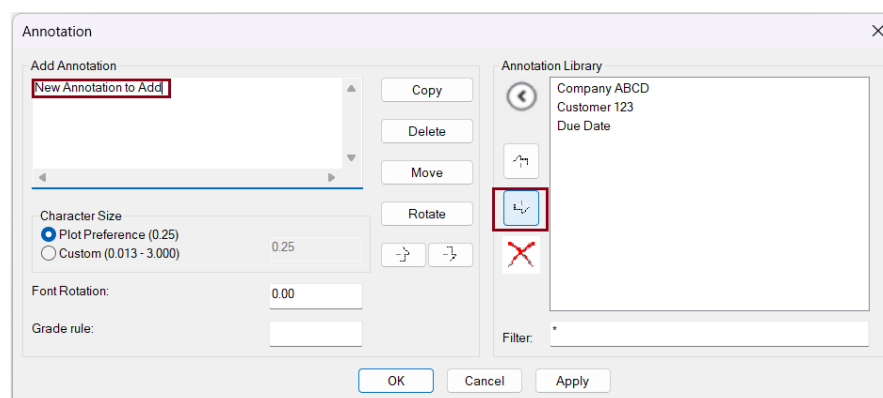 Annotation
Add Annotation
New Annotation to Add
Copy
Delete
Move
Rotate
Character Size
Plot Preference (0.25)
Custom (0.013 - 3.000)
0.25
Font Rotation:
0.00
Grade rule:
Annotation Library
Company ABCD
Customer 123
Due Date
Filter:
*
OK
Cancel
Apply